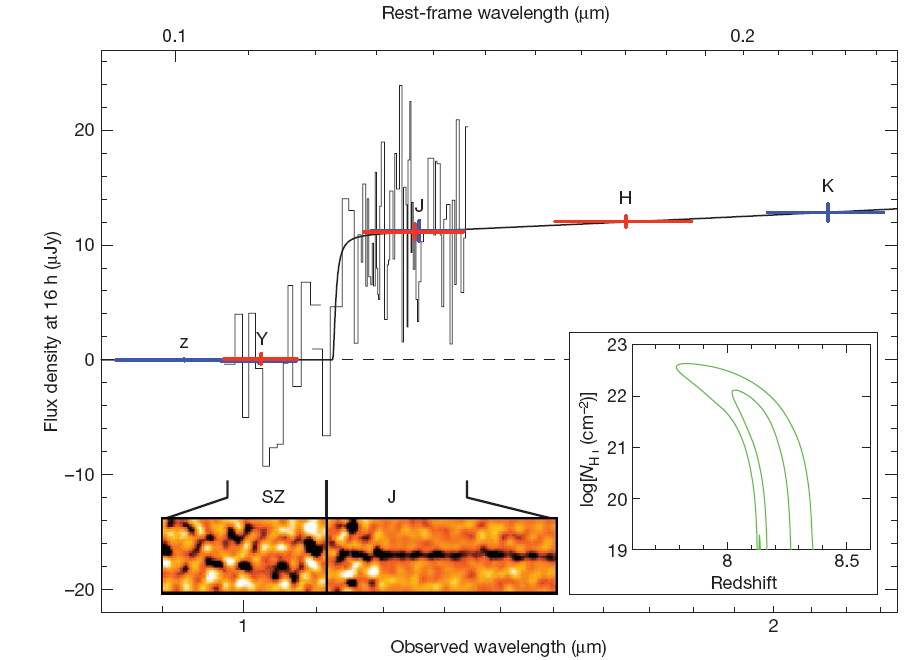 Rest-frame wavelength (μm)
0.1 0.2
Flux density at 16 h (μJy)
20
10
0
−10
−20
z Y J H K
SZ J
log[N_H I (cm⁻²)]
23
22
21
20
19
8 8.5
Redshift
1 2
Observed wavelength (μm)